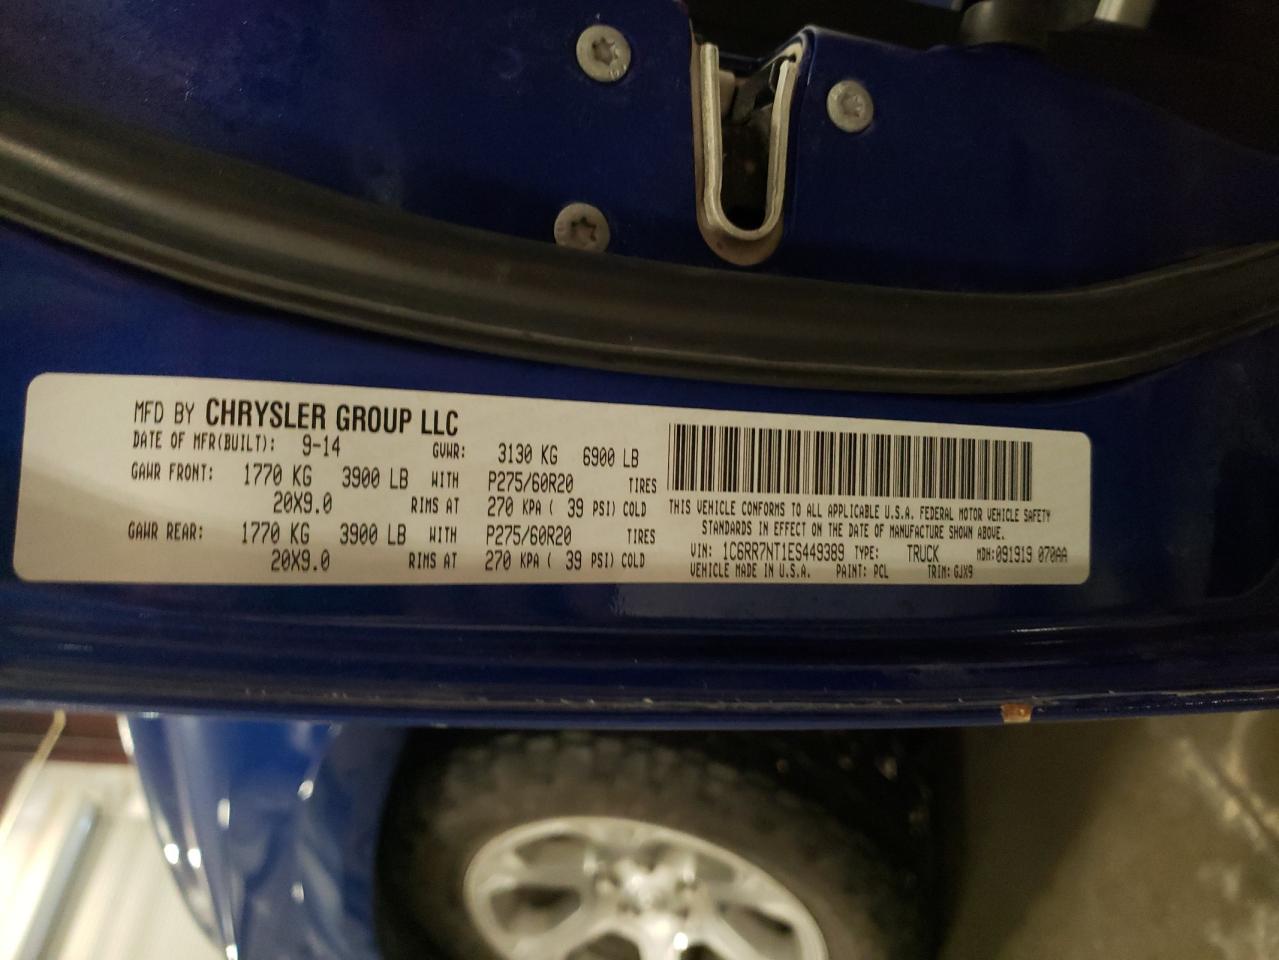 MFD BY CHRYSLER GROUP LLC
DATE OF MFR(BUILT): 9-14 GVWR: 3130 KG 6900 LB
GAWR FRONT: 1770 KG 3900 LB WITH P275/60R20 TIRES
20X9.0 RIMS AT 270 KPA ( 39 PSI) COLD
GAWR REAR: 1770 KG 3900 LB WITH P275/60R20 TIRES
20X9.0 RIMS AT 270 KPA ( 39 PSI) COLD
THIS VEHICLE CONFORMS TO ALL APPLICABLE U.S.A. FEDERAL MOTOR VEHICLE SAFETY
STANDARDS IN EFFECT ON THE DATE OF MANUFACTURE SHOWN ABOVE.
VIN: 1C6RR7NT1ES449389 TYPE: TRUCK MDH:091919 070AA
VEHICLE MADE IN U.S.A. PAINT: PCL TRIM: GJX9